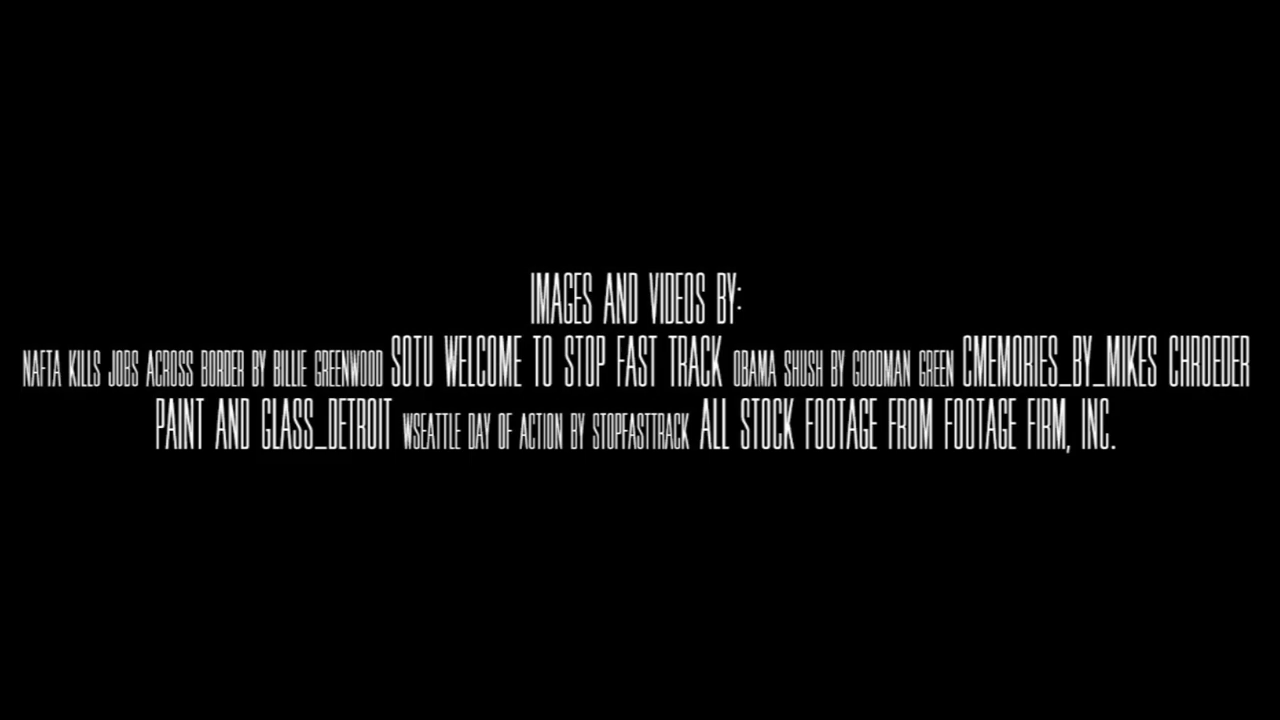 IMAGES AND VIDEOS BY:
NAFTA KILLS JOBS ACROSS BORDER BY BILLIE GREENWOOD SOTU WELCOME TO STOP FAST TRACK OBAMA SHUSH BY GOODMAN GREEN CMEMORIES_BY_MIKES CHROEDER
PAINT AND GLASS_DETROIT WSEATTLE DAY OF ACTION BY STOPFASTTRACK ALL STOCK FOOTAGE FROM FOOTAGE FIRM, INC.